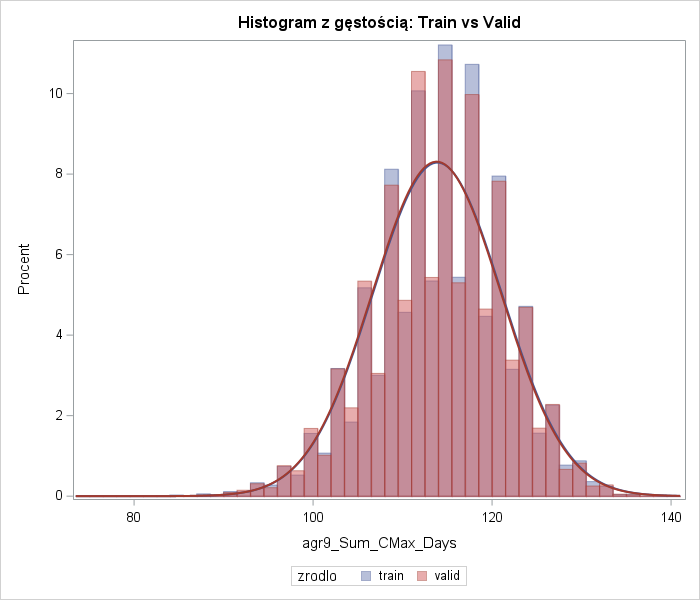 Histogram z gęstością: Train vs Valid
Procent
10
8
6
4
2
0
80 100 120 140
agr9_Sum_CMax_Days
zrodlo train valid